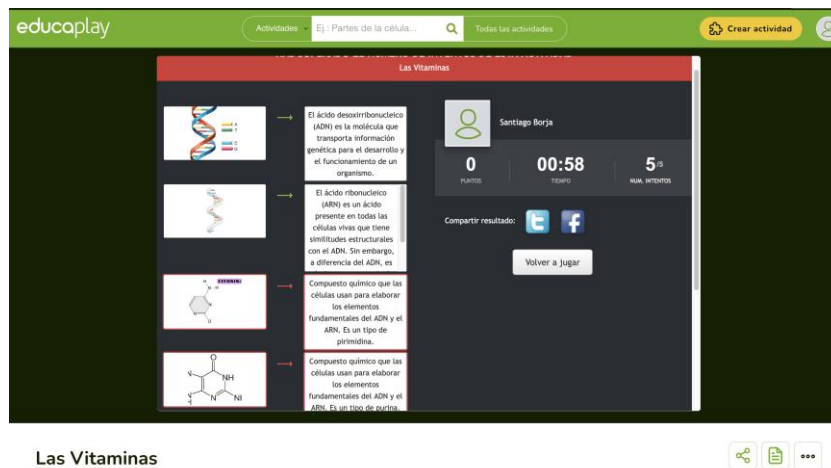 educaplay
Actividades
Ej.: Partes de la célula...
Todas las actividades
Crear actividad
Las Vitaminas
El ácido desoxirribonucleico
(ADN) es la molécula que
transporta información
genética para el desarrollo y
el funcionamiento de un
organismo.
El ácido ribonucleico
(ARN) es un ácido
presente en todas las
células vivas que tiene
similitudes estructurales
con el ADN. Sin embargo,
a diferencia del ADN, es
Compuesto químico que las
células usan para elaborar
los elementos
fundamentales del ADN y el
ARN. Es un tipo de
pirimidina.
Compuesto químico que las
células usan para elaborar
los elementos
fundamentales del ADN y el
ARN. Es un tipo de purina.
NH
N
N
Santiago Borja
0
PUNTOS
00:58
TIEMPO
5/5
NUM. INTENTOS
Compartir resultado:
Volver a jugar
Las Vitaminas